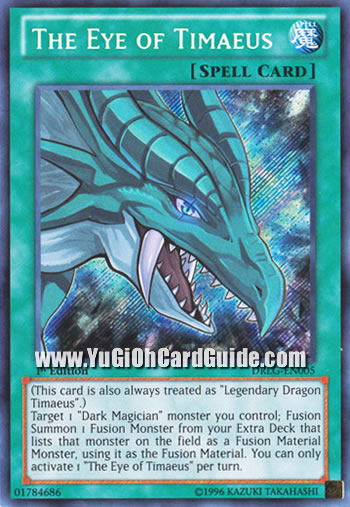 THE EYE OF TIMAEUS
魔
[SPELL CARD]
1st Edition
DRLG-EN005
www.YuGiOhCardGuide.com
(This card is also always treated as "Legendary Dragon
Timaeus".)
Target 1 "Dark Magician" monster you control; Fusion
Summon 1 Fusion Monster from your Extra Deck that
lists that monster on the field as a Fusion Material
Monster, using it as the Fusion Material. You can only
activate 1 "The Eye of Timaeus" per turn.
01784686
©1996 KAZUKI TAKAHASHI